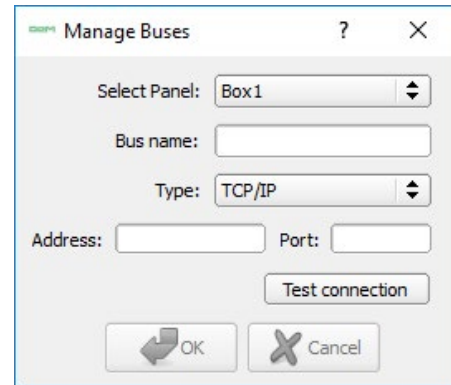 Manage Buses ? X
Select Panel: Box1
Bus name:
Type: TCP/IP
Address: Port:
Test connection
OK Cancel